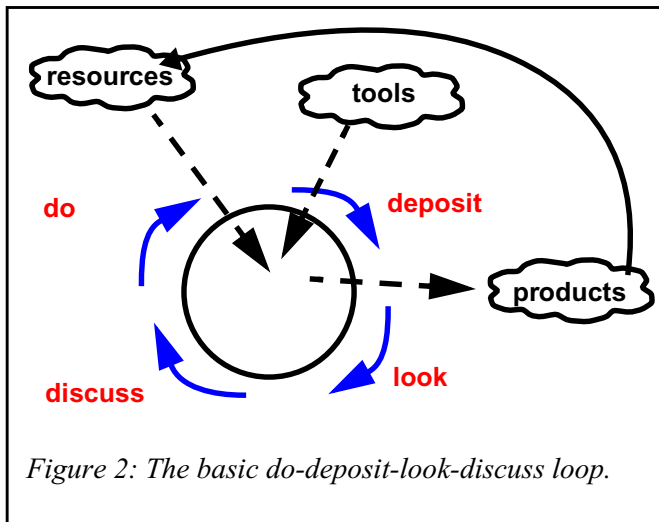 resources
tools
do
deposit
products
discuss
look
Figure 2: The basic do-deposit-look-discuss loop.